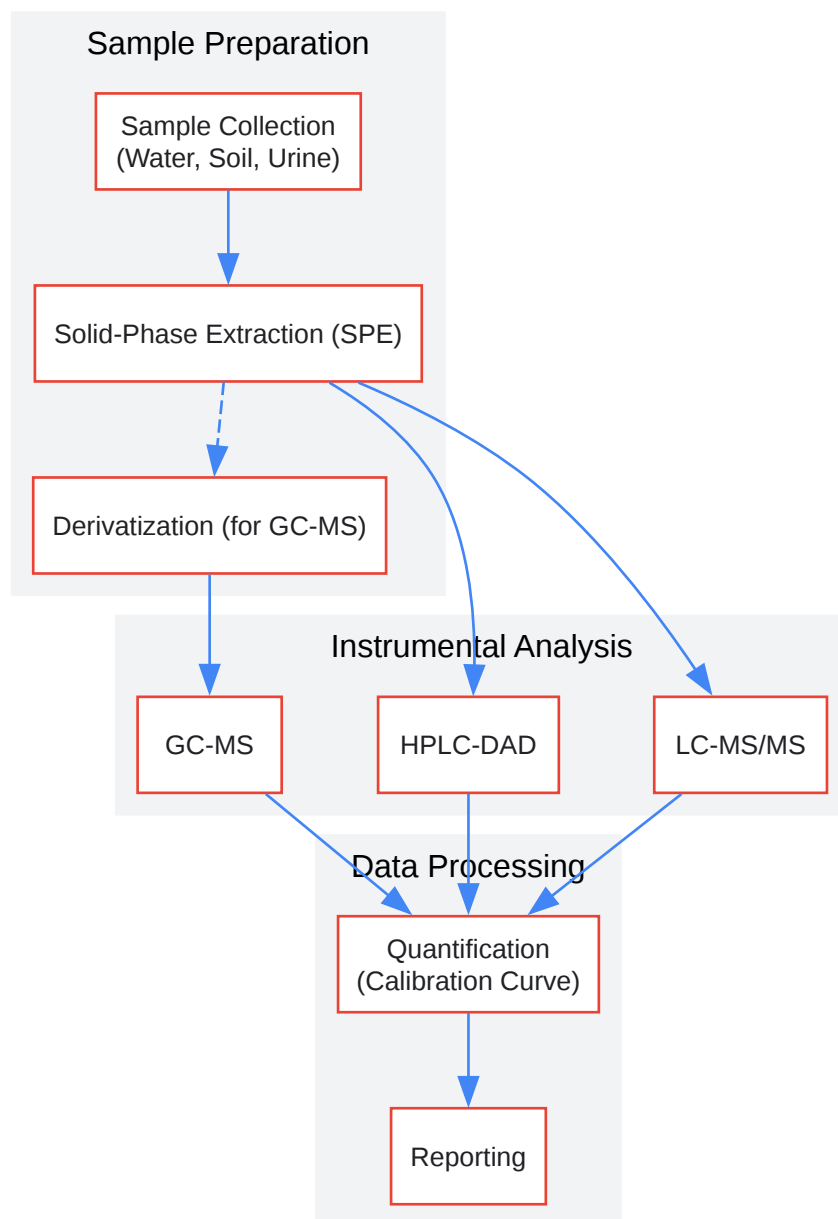 Sample Preparation
Sample Collection
(Water, Soil, Urine)
Solid-Phase Extraction (SPE)
Derivatization (for GC-MS)
Instrumental Analysis
GC-MS
HPLC-DAD
LC-MS/MS
Data Processing
Quantification
(Calibration Curve)
Reporting